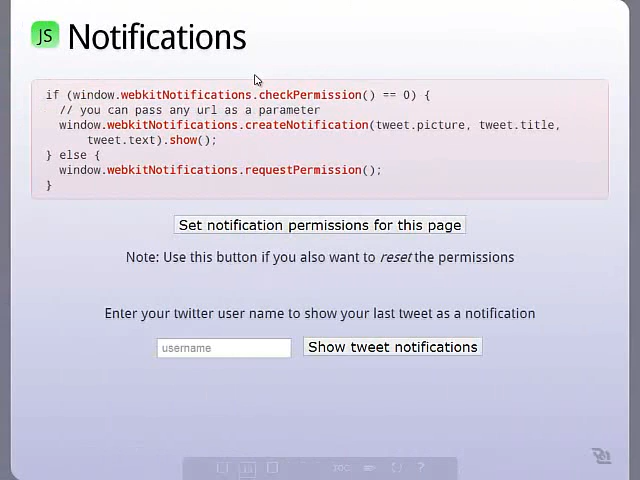 JS Notifications
if (window.webkitNotifications.checkPermission() == 0) {
// you can pass any url as a parameter
window.webkitNotifications.createNotification(tweet.picture, tweet.title,
tweet.text).show();
} else {
window.webkitNotifications.requestPermission();
}
Set notification permissions for this page
Note: Use this button if you also want to reset the permissions
Enter your twitter user name to show your last tweet as a notification
username Show tweet notifications
TOC ?